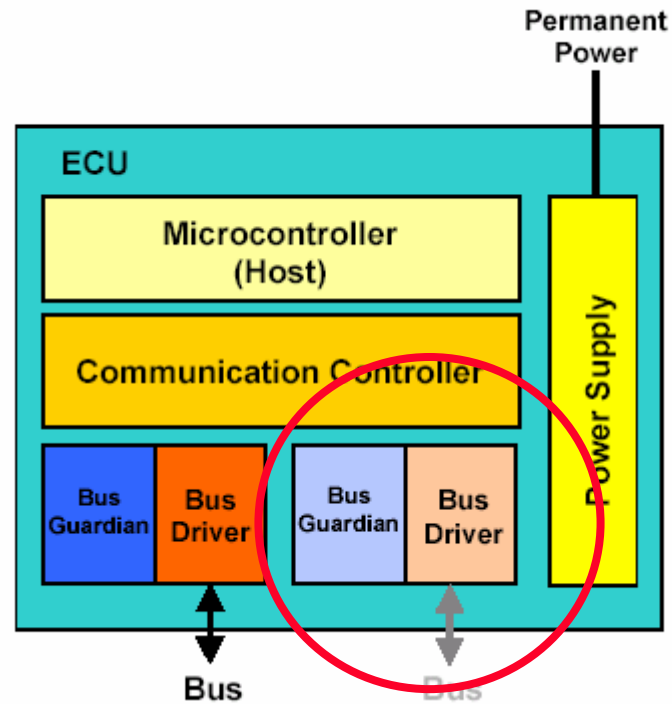 Permanent
Power
ECU
Microcontroller
(Host)
Communication Controller
Power Supply
Bus
Guardian
Bus
Driver
Bus
Guardian
Bus
Driver
Bus
Bus